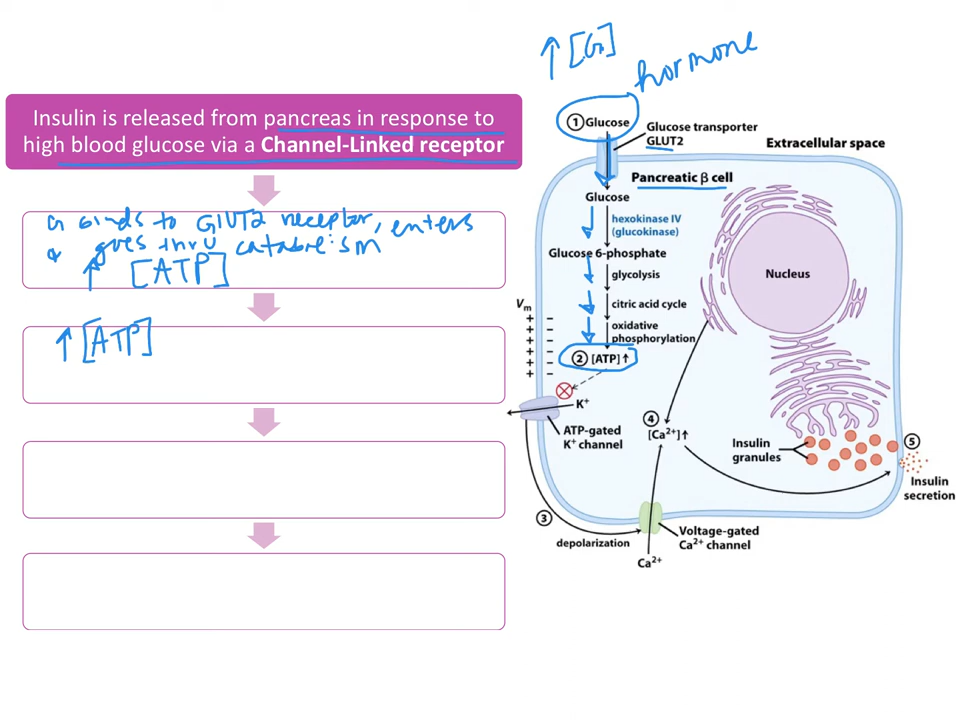 ↑ [G]
hormone
Insulin is released from pancreas in response to
high blood glucose via a Channel-Linked receptor
G binds to GLUT2 receptor, enters
& goes thru catabolism
↑ [ATP]
↑ [ATP]
① Glucose
Glucose transporter
GLUT2
Extracellular space
Pancreatic β cell
Glucose
hexokinase IV
(glucokinase)
Glucose 6-phosphate
glycolysis
Nucleus
Vm
citric acid cycle
oxidative
phosphorylation
② [ATP]↑
K⁺
ATP-gated
K⁺ channel
④
[Ca²⁺]↑
Insulin
granules
⑤
Insulin
secretion
③
depolarization
Voltage-gated
Ca²⁺ channel
Ca²⁺